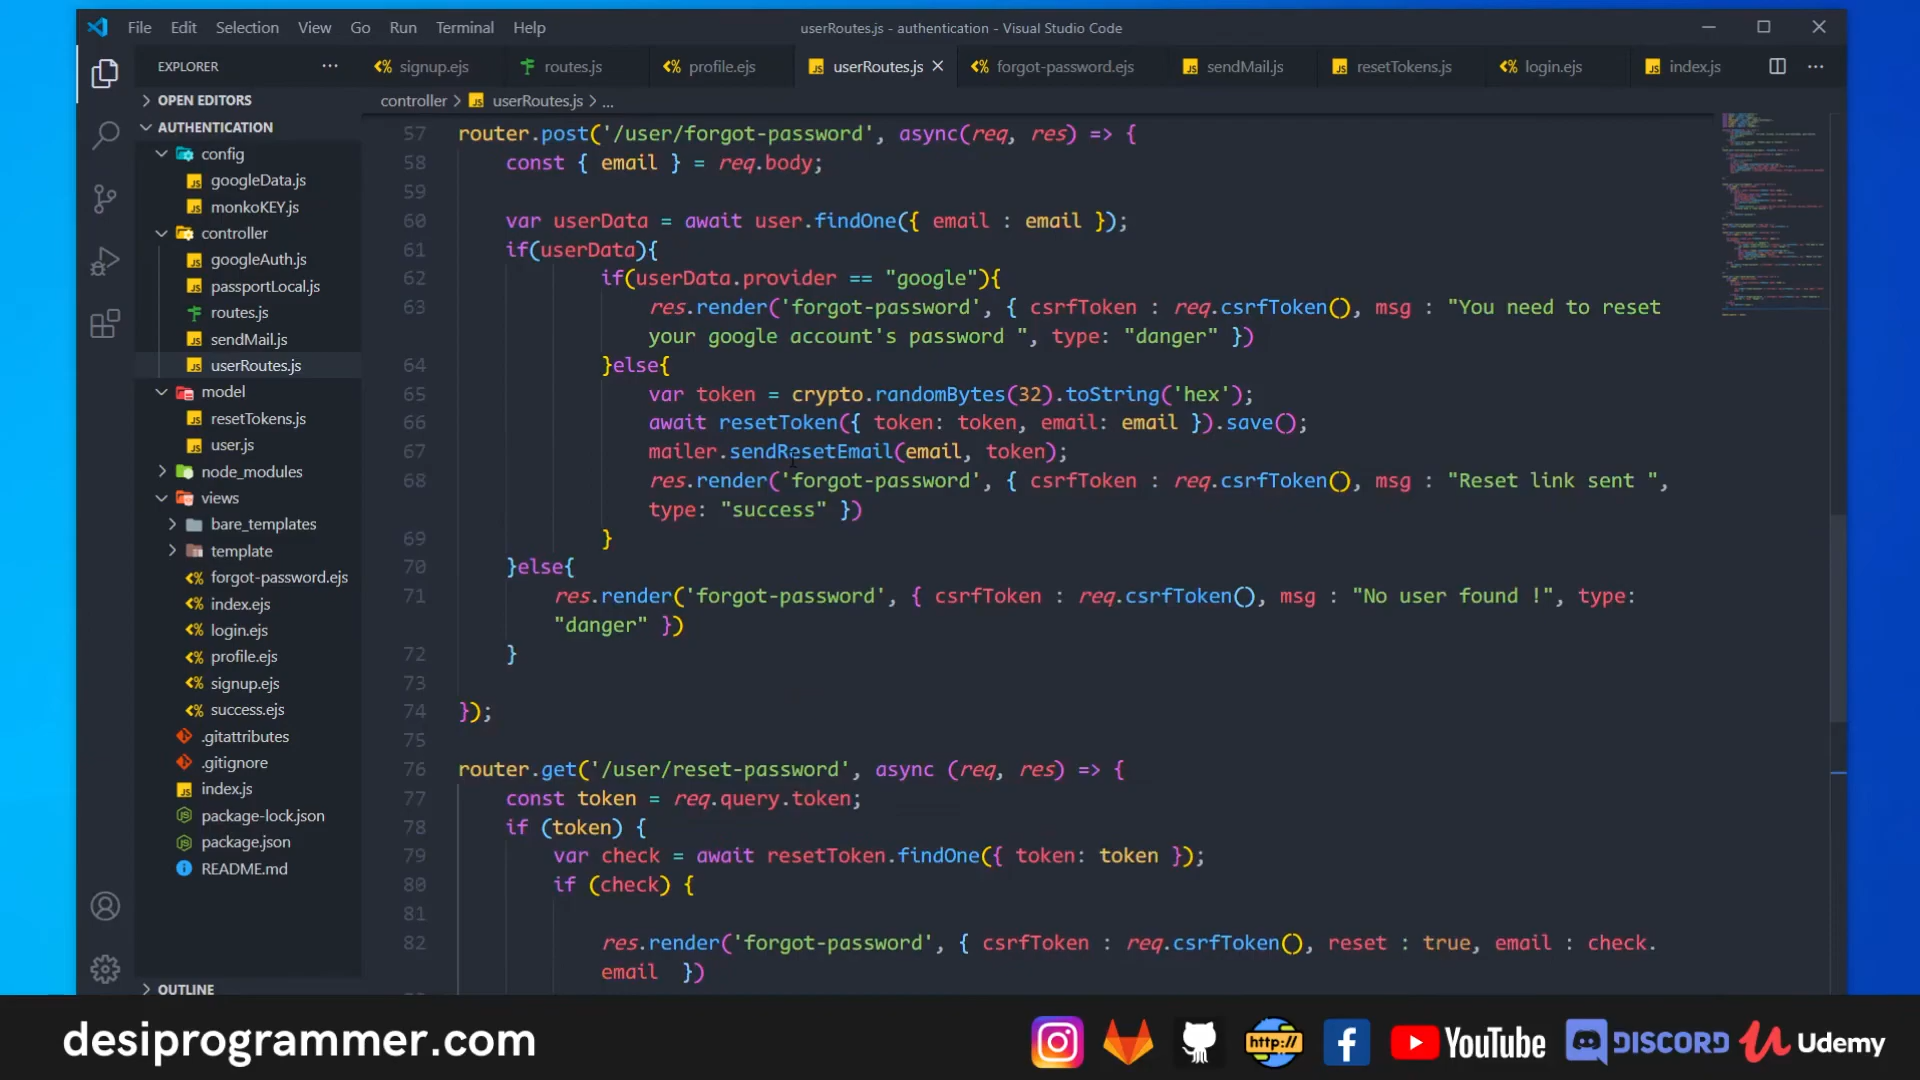 File Edit Selection View Go Run Terminal Help
userRoutes.js - authentication - Visual Studio Code
EXPLORER
signup.ejs routes.js profile.ejs userRoutes.js forgot-password.ejs sendMail.js resetTokens.js login.ejs index.js
OPEN EDITORS
AUTHENTICATION
config
googleData.js
monkoKEY.js
controller
googleAuth.js
passportLocal.js
routes.js
sendMail.js
userRoutes.js
model
resetTokens.js
user.js
node_modules
views
bare_templates
template
forgot-password.ejs
index.ejs
login.ejs
profile.ejs
signup.ejs
success.ejs
.gitattributes
.gitignore
index.js
package-lock.json
package.json
README.md
OUTLINE
controller > userRoutes.js > ...
57 router.post('/user/forgot-password', async(req, res) => {
58 const { email } = req.body;
59
60 var userData = await user.findOne({ email : email });
61 if(userData){
62 if(userData.provider == "google"){
63 res.render('forgot-password', { csrfToken : req.csrfToken(), msg : "You need to reset
your google account's password ", type: "danger" })
64 }else{
65 var token = crypto.randomBytes(32).toString('hex');
66 await resetToken({ token: token, email: email }).save();
67 mailer.sendResetEmail(email, token);
68 res.render('forgot-password', { csrfToken : req.csrfToken(), msg : "Reset link sent ",
type: "success" })
69 }
70 }else{
71 res.render('forgot-password', { csrfToken : req.csrfToken(), msg : "No user found !", type:
"danger" })
72 }
73
74 });
75
76 router.get('/user/reset-password', async (req, res) => {
77 const token = req.query.token;
78 if (token) {
79 var check = await resetToken.findOne({ token: token });
80 if (check) {
81
82 res.render('forgot-password', { csrfToken : req.csrfToken(), reset : true, email : check.
email })
desiprogrammer.com
http://
YouTube
DISCORD
Udemy